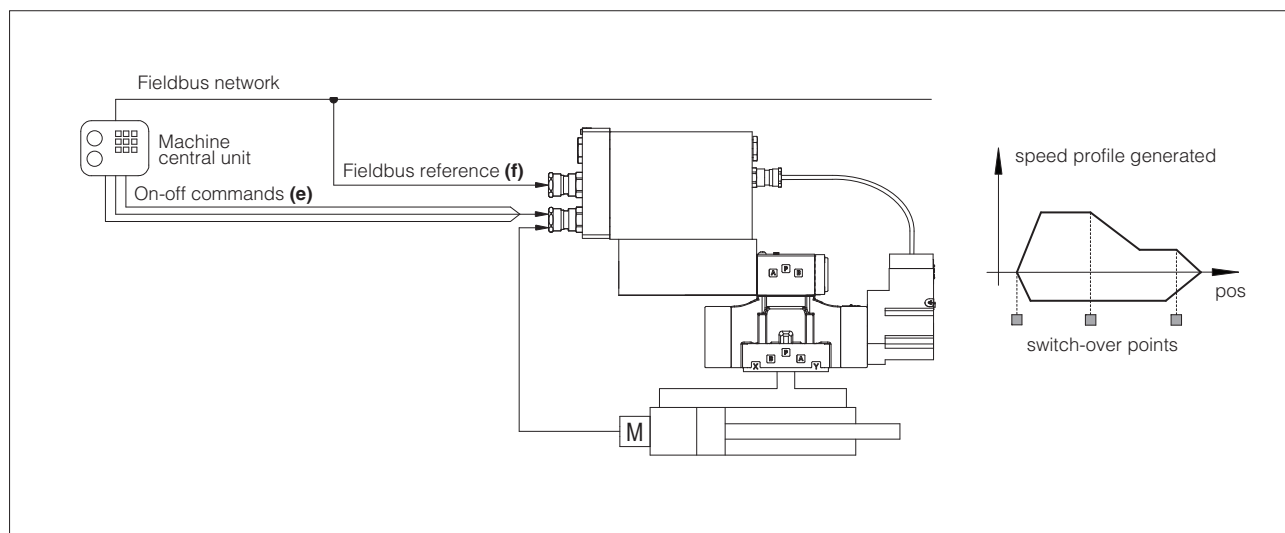 Fieldbus network
Machine
central unit
Fieldbus reference (f)
On-off commands (e)
speed profile generated
pos
switch-over points
A P B
B P A
X Y
M